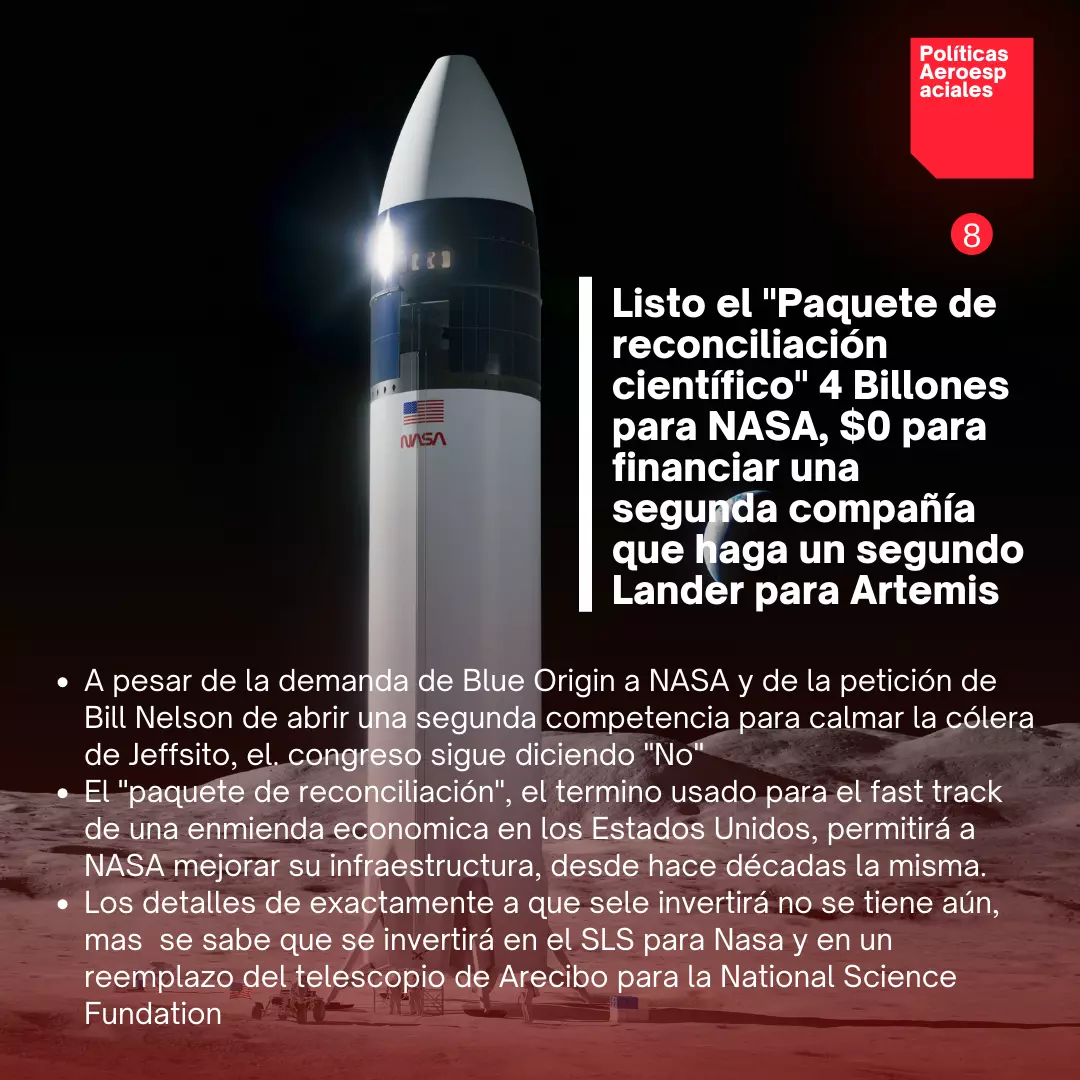 Políticas
Aeroesp
aciales
8
Listo el "Paquete de
reconciliación
científico" 4 Billones
para NASA, $0 para
financiar una
segunda compañía
que haga un segundo
Lander para Artemis
NASA
• A pesar de la demanda de Blue Origin a NASA y de la petición de
Bill Nelson de abrir una segunda competencia para calmar la cólera
de Jeffsito, el. congreso sigue diciendo "No"
• El "paquete de reconciliación", el termino usado para el fast track
de una enmienda economica en los Estados Unidos, permitirá a
NASA mejorar su infraestructura, desde hace décadas la misma.
• Los detalles de exactamente a que sele invertirá no se tiene aún,
mas  se sabe que se invertirá en el SLS para Nasa y en un
reemplazo del telescopio de Arecibo para la National Science
Fundation